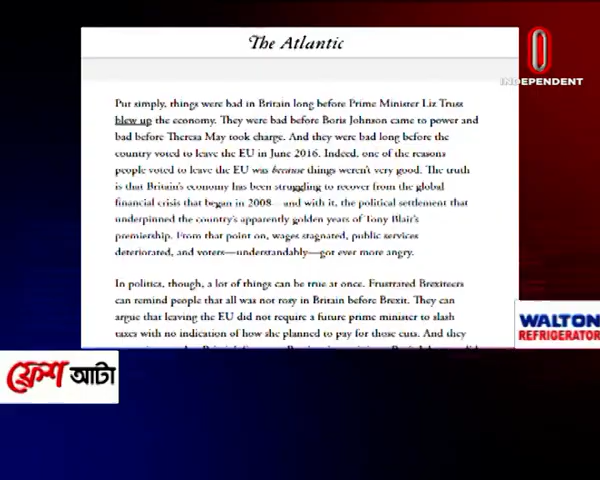 The Atlantic
INDEPENDENT
Put simply, things were bad in Britain long before Prime Minister Liz Truss
blew up the economy. They were bad before Boris Johnson came to power and
bad before Theresa May took charge. And they were bad long before the
country voted to leave the EU in June 2016. Indeed, one of the reasons
people voted to leave the EU was because things weren't very good. The truth
is that Britain's economy has been struggling to recover from the global
financial crisis that began in 2008—and with it, the political settlement that
underpinned the country's apparently golden years of Tony Blair's
premiership. From that point on, wages stagnated, public services
deteriorated, and voters—understandably—got ever more angry.
In politics, though, a lot of things can be true at once. Frustrated Brexiteers
can remind people that all was not rosy in Britain before Brexit. They can
argue that leaving the EU did not require a future prime minister to slash
taxes with no indication of how she planned to pay for those cuts. And they
WALTON
REFRIGERATOR
ফ্রেশ আটা